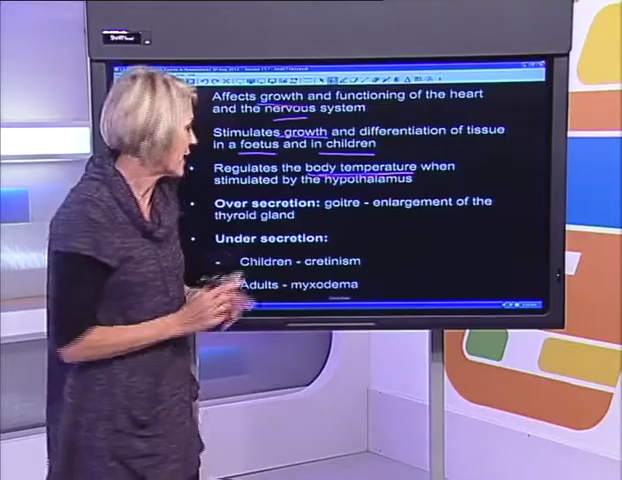 Affects growth and functioning of the heart
and the nervous system
Stimulates growth and differentiation of tissue
in a foetus and in children
Regulates the body temperature when
stimulated by the hypothalamus
• Over secretion: goitre - enlargement of the
thyroid gland
• Under secretion:
- Children - cretinism
Adults - myxodema